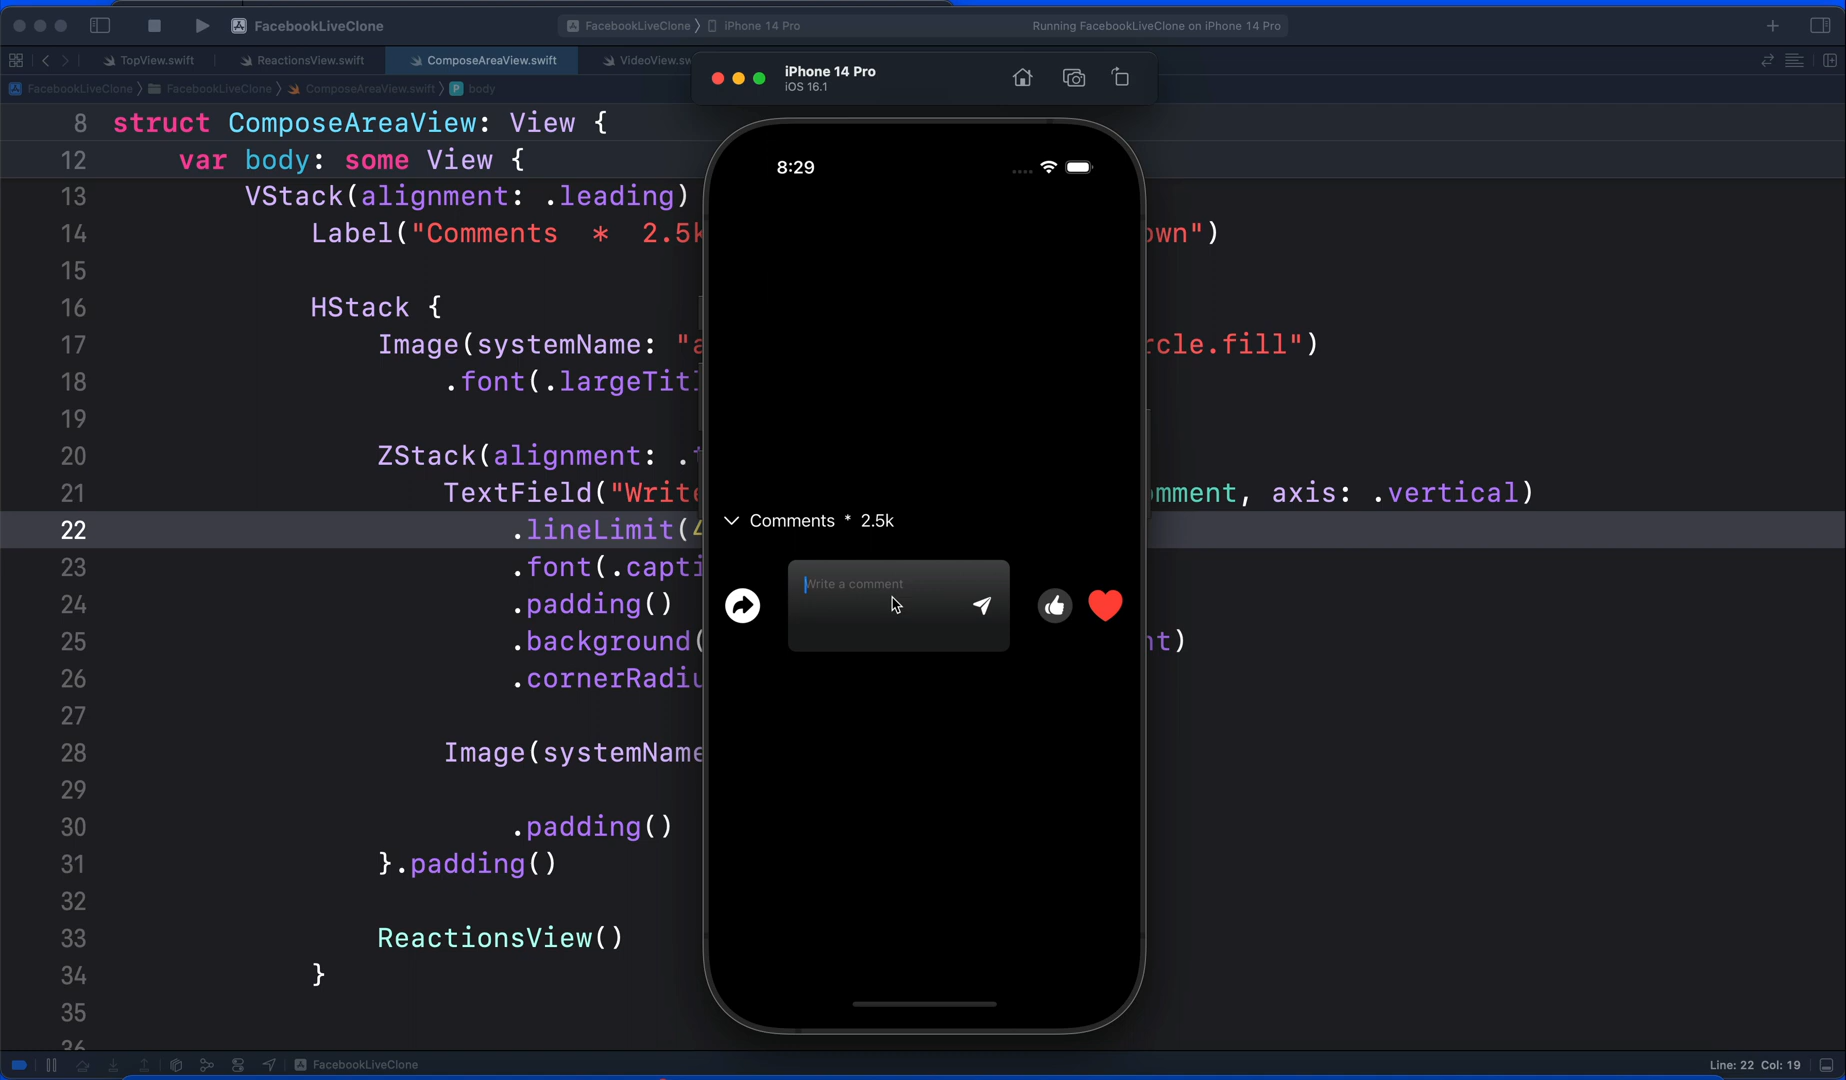 FacebookLiveClone
FacebookLiveClone
iPhone 14 Pro
Running FacebookLiveClone on iPhone 14 Pro
TopView.swift
ReactionsView.swift
ComposeAreaView.swift
VideoView.sw
FacebookLiveClone
FacebookLiveClone
ComposeAreaView.swift
P body
iPhone 14 Pro
iOS 16.1
8:29
Comments * 2.5k
Write a comment
8 struct ComposeAreaView: View {
12 var body: some View {
13 VStack(alignment: .leading)
14 Label("Comments * 2.5k own")
15
16 HStack {
17 Image(systemName: "a rcle.fill")
18 .font(.largeTitl
19
20 ZStack(alignment: .t
21 TextField("Write omment, axis: .vertical)
22 .lineLimit(4
23 .font(.capti
24 .padding()
25 .background( nt)
26 .cornerRadiu
27
28 Image(systemName
29
30 .padding()
31 }.padding()
32
33 ReactionsView()
34 }
35
36
FacebookLiveClone
Line: 22 Col: 19